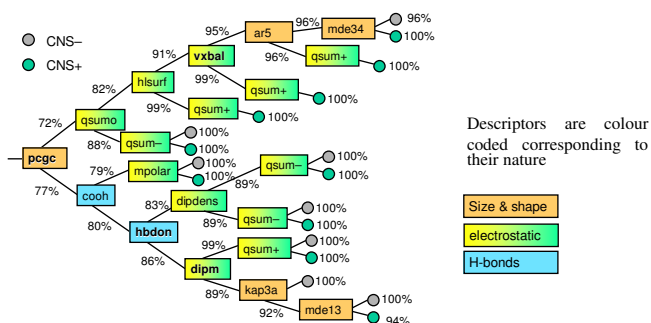 CNS−
CNS+
95%
ar5
96%
mde34
96%
100%
91%
vxbal
96%
qsum+
100%
82%
hlsurf
99%
qsum+
100%
72%
qsumo
99%
qsum+
100%
88%
qsum−
100%
100%
pcgc
79%
mpolar
100%
100%
89%
qsum−
100%
77%
cooh
83%
dipdens
80%
hbdon
89%
qsum−
100%
100%
99%
qsum+
100%
100%
86%
dipm
89%
kap3a
100%
92%
mde13
100%
94%
Descriptors are colour
coded corresponding to
their nature
Size & shape
electrostatic
H-bonds